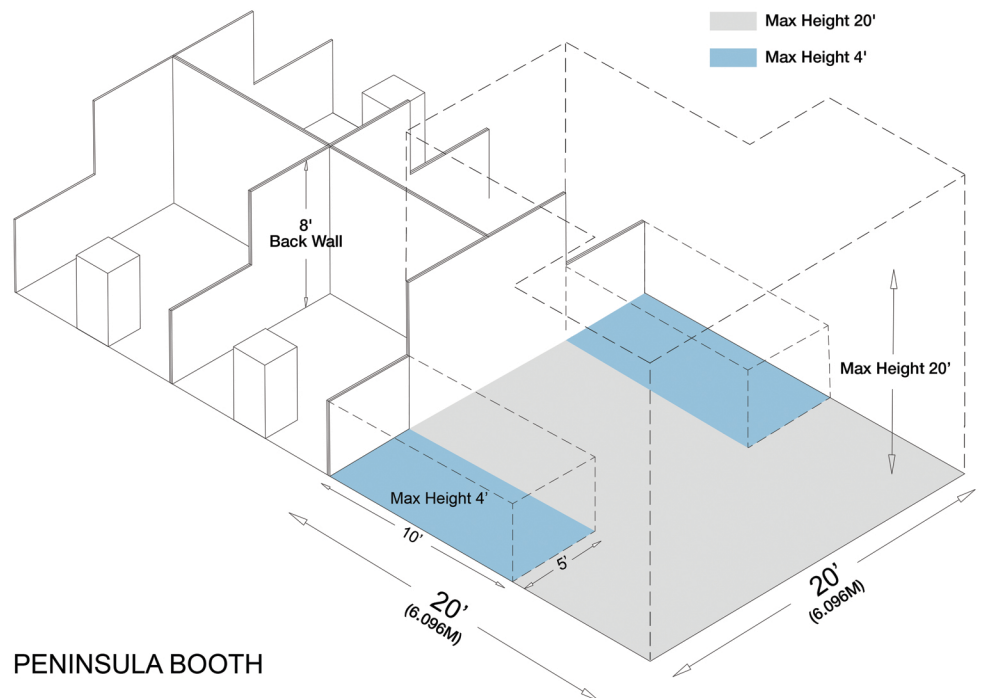 Max Height 20'
Max Height 4'
8'
Back Wall
Max Height 20’
Max Height 4’
10’
5’
20’
(6.096M)
20’
(6.096M)
PENINSULA BOOTH